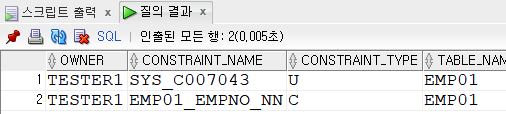 스크립트 출력 × 질의 결과 ×
SQL | 인출된 모든 행: 2(0,005초)
OWNER CONSTRAINT_NAME CONSTRAINT_TYPE TABLE_NAM
1 TESTER1 SYS_C007043 U EMP01
2 TESTER1 EMP01_EMPNO_NN C EMP01